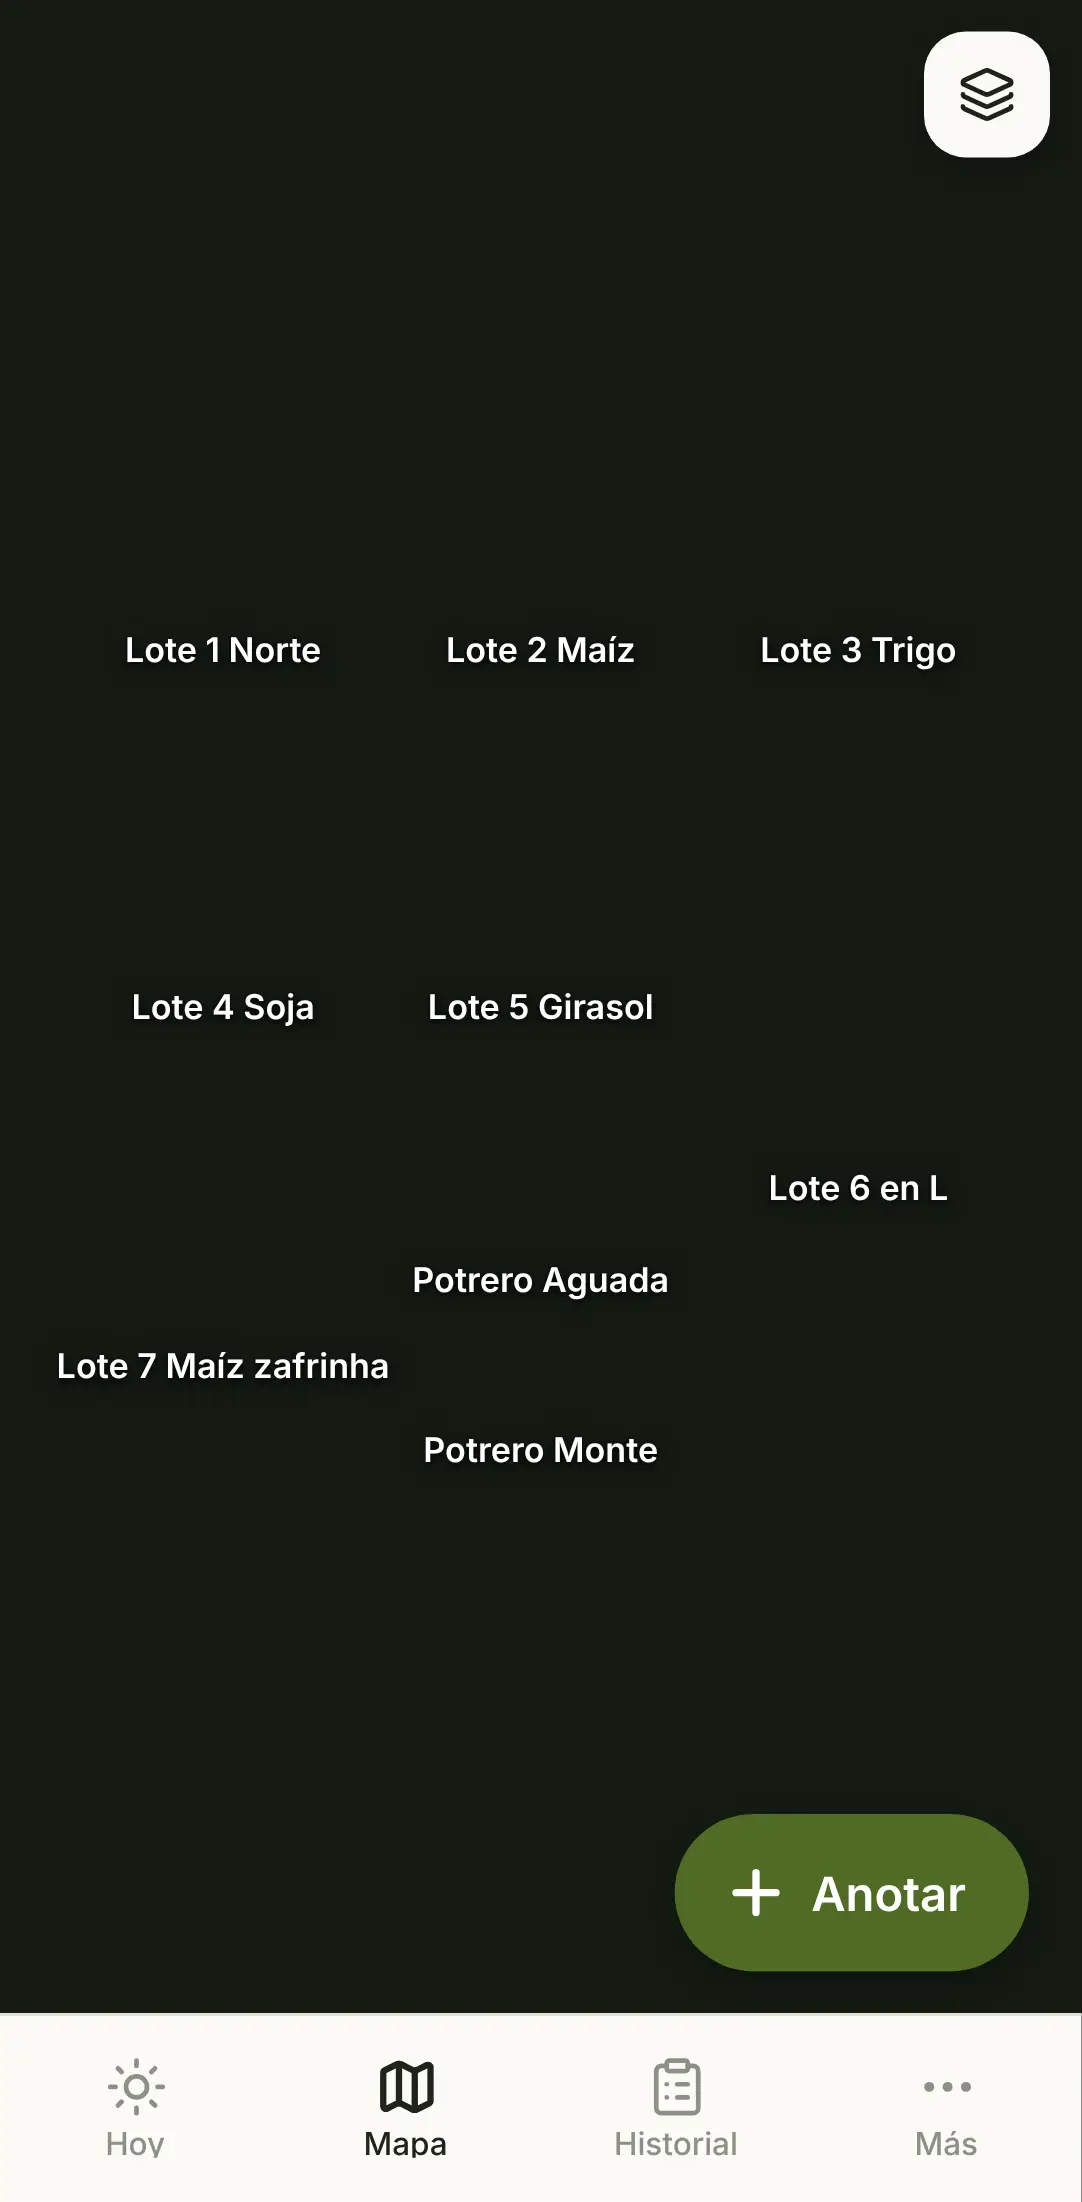 Lote 1 Norte
Lote 2 Maíz
Lote 3 Trigo
Lote 4 Soja
Lote 5 Girasol
Lote 6 en L
Potrero Aguada
Lote 7 Maíz zafrinha
Potrero Monte
Anotar
Hoy
Mapa
Historial
Más